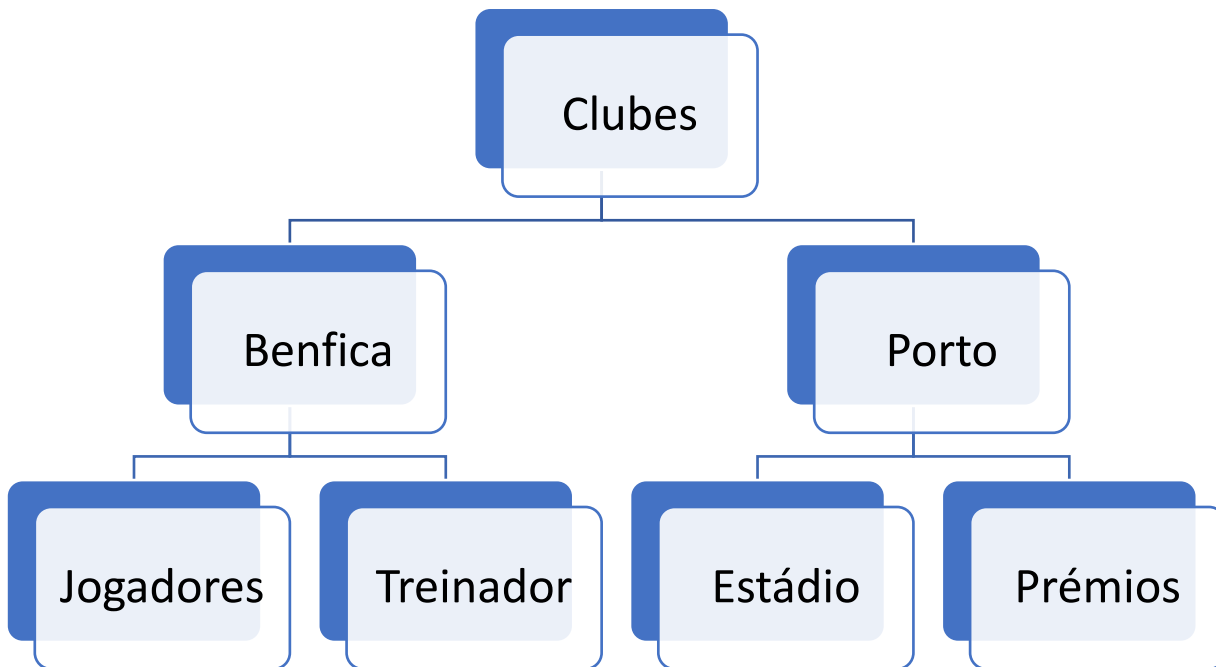 Clubes
Benfica
Porto
Jogadores
Treinador
Estádio
Prémios